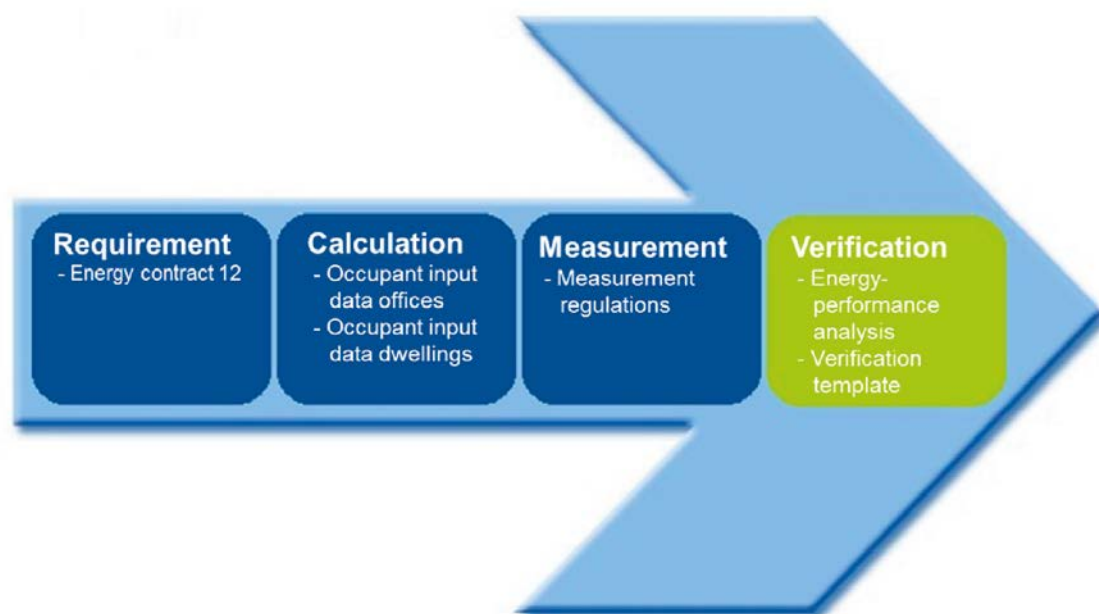 Requirement
- Energy contract 12
Calculation
- Occupant input
data offices
- Occupant input
data dwellings
Measurement
- Measurement
regulations
Verification
- Energy-
performance
analysis
- Verification
template